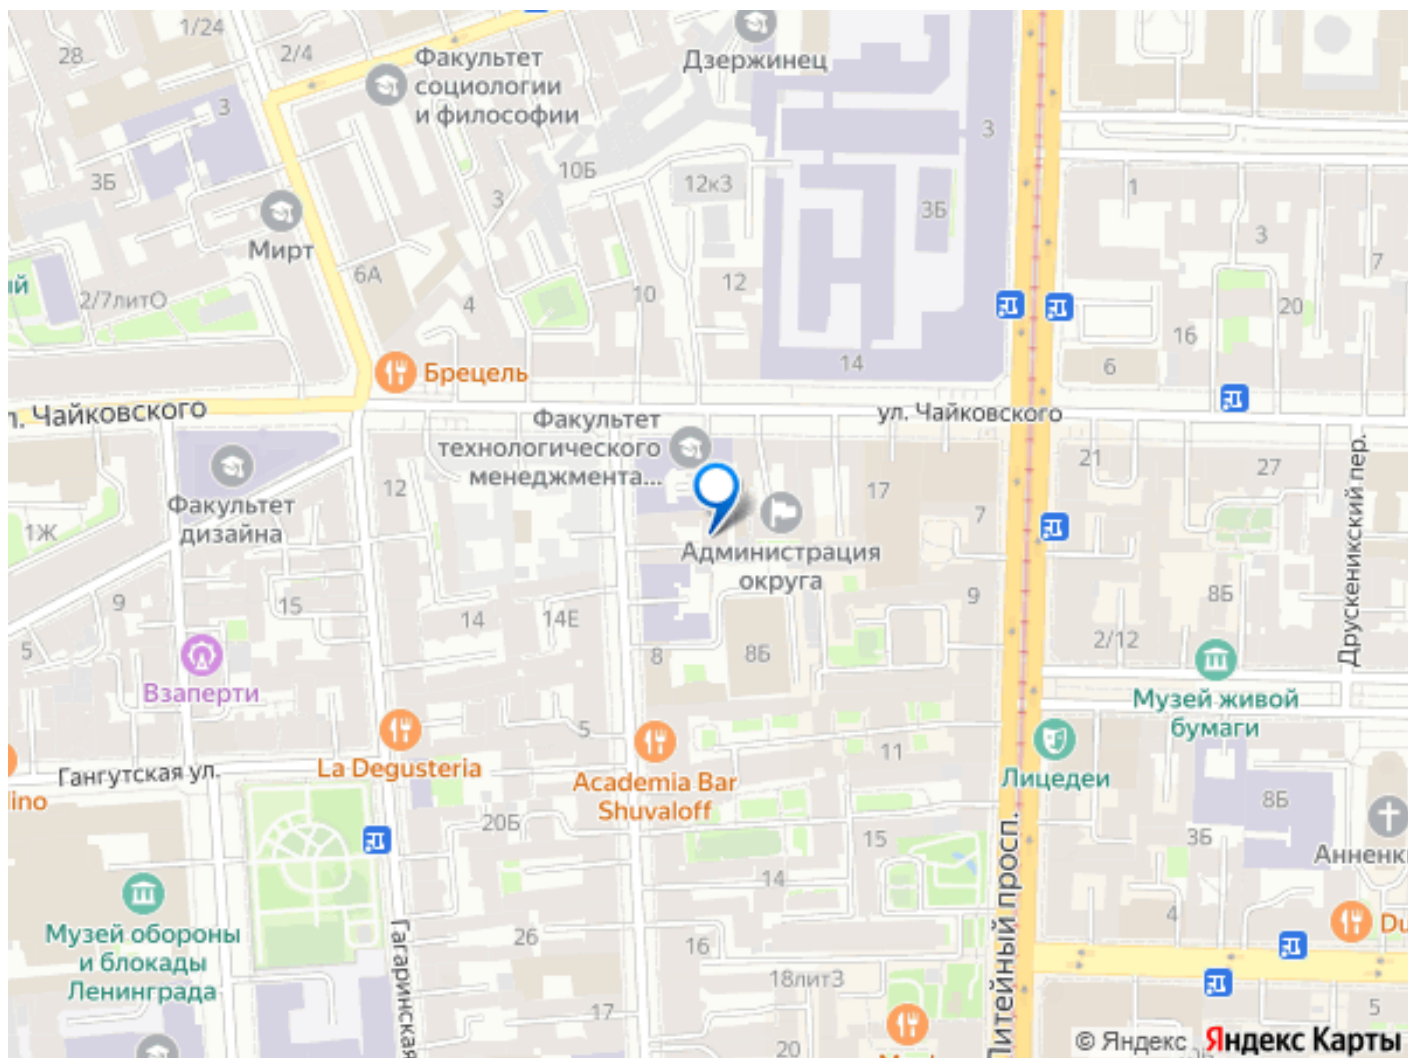 1/24
28
2/4
Факультет
социологии
и философии
Дзержинец
3
3
3Б
10Б
12к3
3
3Б
1
3
7
Мирт
6А
ый
2/7литО
4
10
12
20
16
14
6
Брецель
л. Чайковского
ул. Чайковского
Факультет
технологического
менеджмента...
21
27
12
17
7
Факультет
дизайна
1Ж
Администрация
округа
Друскеникский пер.
9
15
14
14Е
9
8Б
2/12
5
8
8Б
Взаперти
Музей живой
бумаги
5
11
La Degusteria
Гангутская ул.
Academia Bar
Shuvaloff
Лицедеи
lino
8Б
20Б
15
3Б
Анненки
14
4
Музей обороны
и блокады
Ленинграда
Гагаринская
26
16
Литейный просп.
Du
18литЗ
17
5
20
© Яндекс
Яндекс Карты